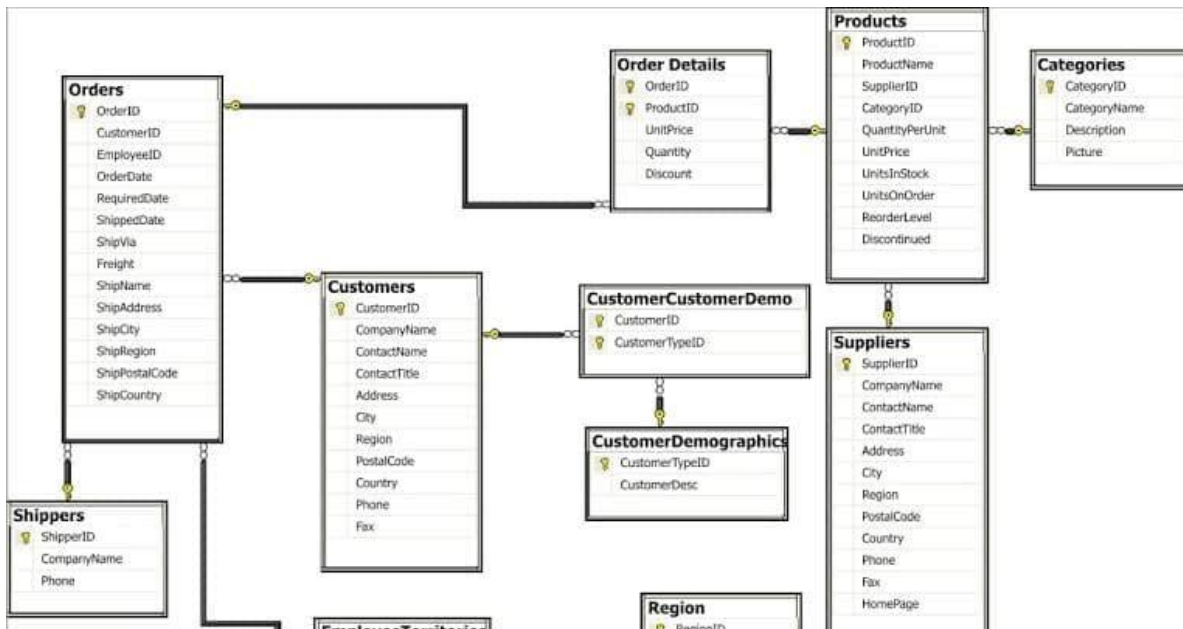 Orders
OrderID
CustomerID
EmployeeID
OrderDate
RequiredDate
ShippedDate
ShipVia
Freight
ShipName
ShipAddress
ShipCity
ShipRegion
ShipPostalCode
ShipCountry
Shippers
ShipperID
CompanyName
Phone
Customers
CustomerID
CompanyName
ContactName
ContactTitle
Address
City
Region
PostalCode
Country
Phone
Fax
Order Details
OrderID
ProductID
UnitPrice
Quantity
Discount
CustomerCustomerDemo
CustomerID
CustomerTypeID
CustomerDemographics
CustomerTypeID
CustomerDesc
Products
ProductID
ProductName
SupplierID
CategoryID
QuantityPerUnit
UnitPrice
UnitsInStock
UnitsOnOrder
ReorderLevel
Discontinued
Categories
CategoryID
CategoryName
Description
Picture
Suppliers
SupplierID
CompanyName
ContactName
ContactTitle
Address
City
Region
PostalCode
Country
Phone
Fax
HomePage
EmployeeTerritories
Region
RegionID